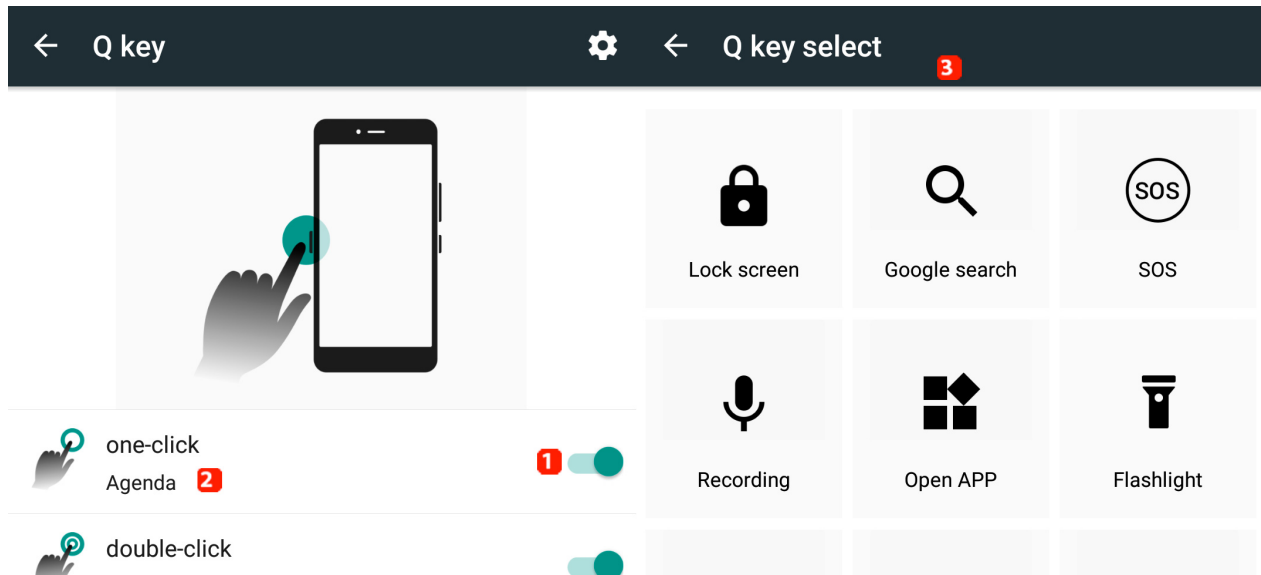 Q key
one-click
Agenda 2
1
double-click
Q key select
3
Lock screen
Google search
SOS
SOS
Recording
Open APP
Flashlight